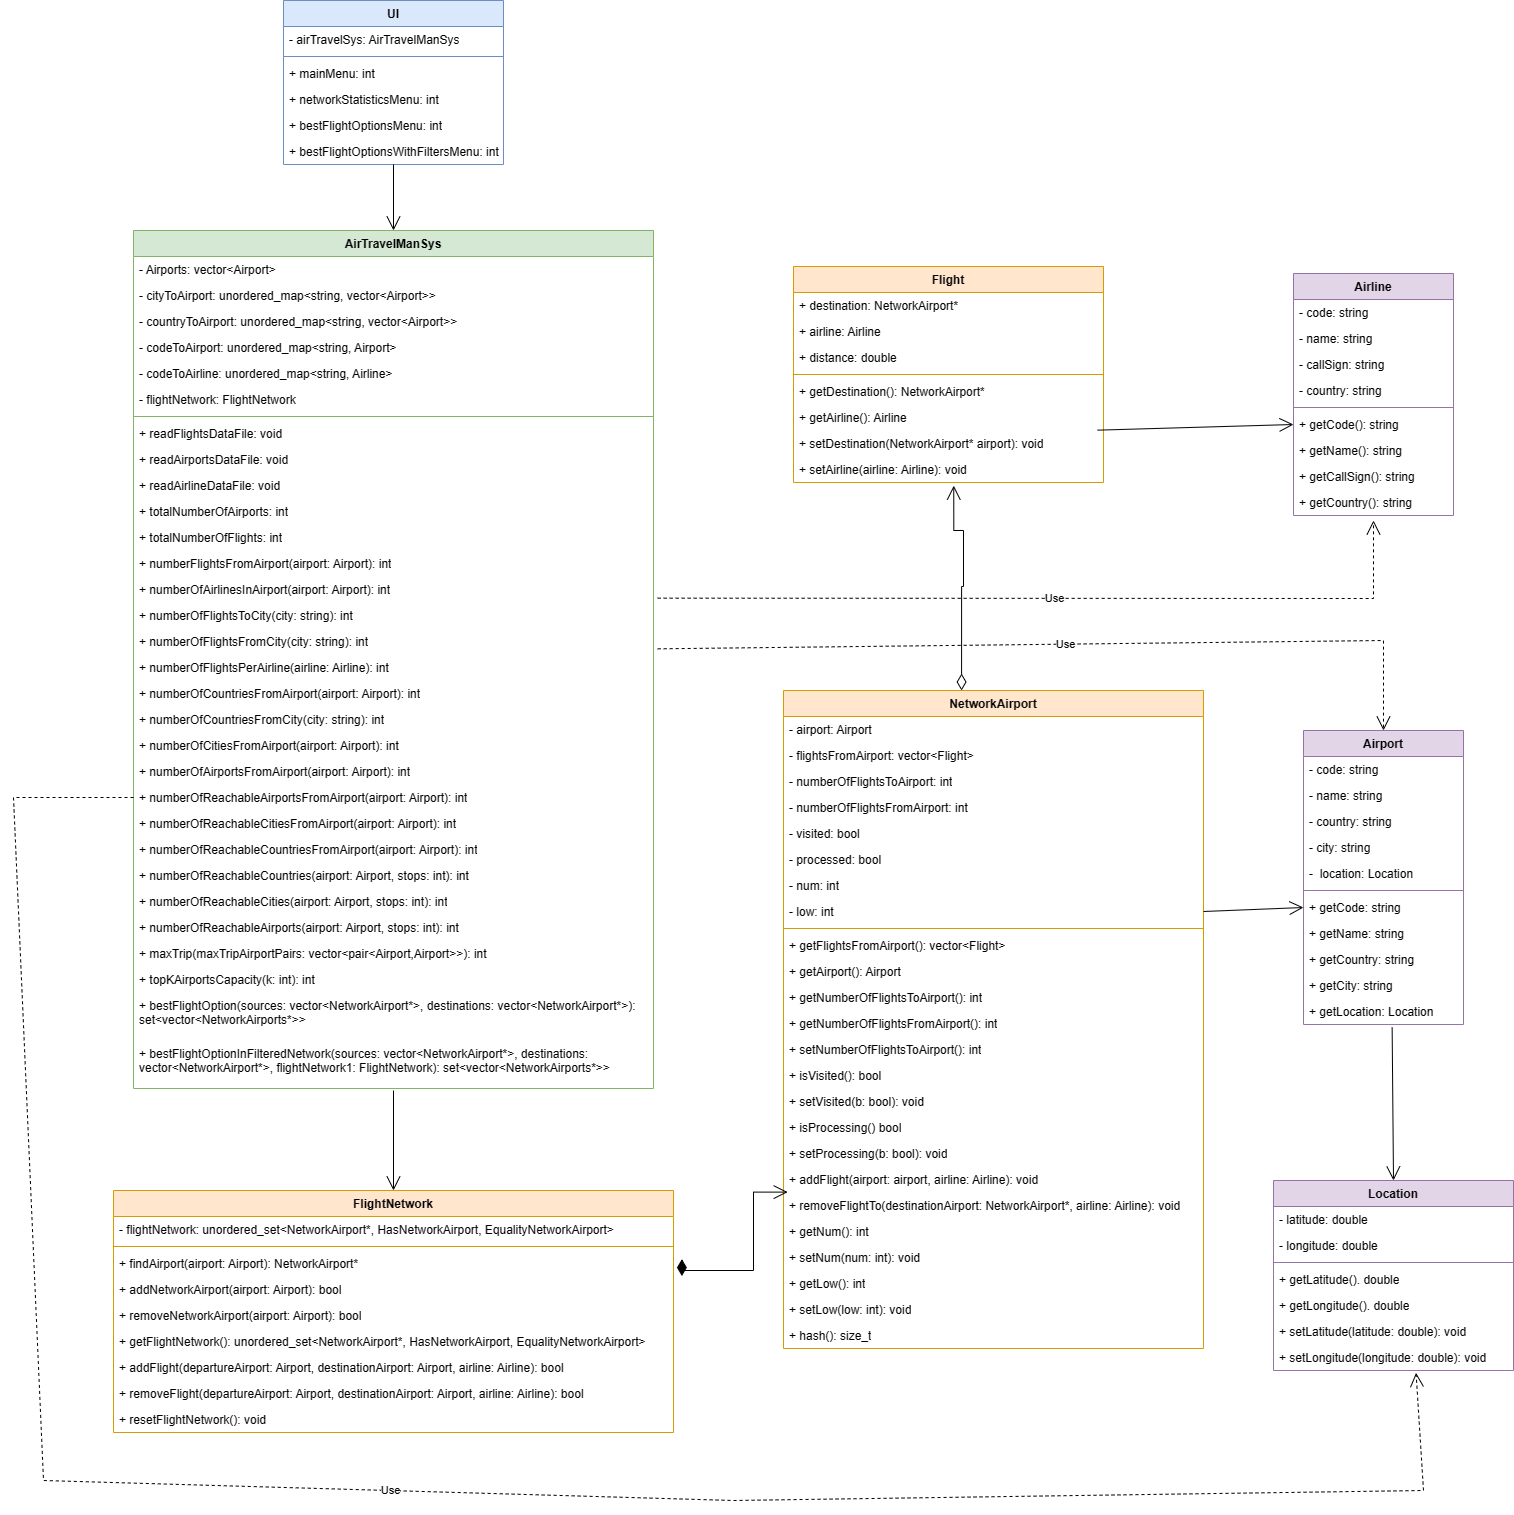 UI
- airTravelSys: AirTravelManSys
+ mainMenu: int
+ networkStatisticsMenu: int
+ bestFlightOptionsMenu: int
+ bestFlightOptionsWithFiltersMenu: int
AirTravelManSys
- Airports: vector<Airport>
- cityToAirport: unordered_map<string, vector<Airport>>
- countryToAirport: unordered_map<string, vector<Airport>>
- codeToAirport: unordered_map<string, Airport>
- codeToAirline: unordered_map<string, Airline>
- flightNetwork: FlightNetwork
+ readFlightsDataFile: void
+ readAirportsDataFile: void
+ readAirlineDataFile: void
+ totalNumberOfAirports: int
+ totalNumberOfFlights: int
+ numberFlightsFromAirport(airport: Airport): int
+ numberOfAirlinesInAirport(airport: Airport): int
+ numberOfFlightsToCity(city: string): int
+ numberOfFlightsFromCity(city: string): int
+ numberOfFlightsPerAirline(airline: Airline): int
+ numberOfCountriesFromAirport(airport: Airport): int
+ numberOfCountriesFromCity(city: string): int
+ numberOfCitiesFromAirport(airport: Airport): int
+ numberOfAirportsFromAirport(airport: Airport): int
+ numberOfReachableAirportsFromAirport(airport: Airport): int
+ numberOfReachableCitiesFromAirport(airport: Airport): int
+ numberOfReachableCountriesFromAirport(airport: Airport): int
+ numberOfReachableCountries(airport: Airport, stops: int): int
+ numberOfReachableCities(airport: Airport, stops: int): int
+ numberOfReachableAirports(airport: Airport, stops: int): int
+ maxTrip(maxTripAirportPairs: vector<pair<Airport,Airport>>): int
+ topKAirportsCapacity(k: int): int
+ bestFlightOption(sources: vector<NetworkAirport*>, destinations: vector<NetworkAirport*>):
set<vector<NetworkAirports*>>
+ bestFlightOptionInFilteredNetwork(sources: vector<NetworkAirport*>, destinations:
vector<NetworkAirport*>, flightNetwork1: FlightNetwork): set<vector<NetworkAirports*>>
Flight
+ destination: NetworkAirport*
+ airline: Airline
+ distance: double
+ getDestination(): NetworkAirport*
+ getAirline(): Airline
+ setDestination(NetworkAirport* airport): void
+ setAirline(airline: Airline): void
Airline
- code: string
- name: string
- callSign: string
- country: string
+ getCode(): string
+ getName(): string
+ getCallSign(): string
+ getCountry(): string
Use
Use
NetworkAirport
- airport: Airport
- flightsFromAirport: vector<Flight>
- numberOfFlightsToAirport: int
- numberOfFlightsFromAirport: int
- visited: bool
- processed: bool
- num: int
- low: int
+ getFlightsFromAirport(): vector<Flight>
+ getAirport(): Airport
+ getNumberOfFlightsToAirport(): int
+ getNumberOfFlightsFromAirport(): int
+ setNumberOfFlightsToAirport(): int
+ isVisited(): bool
+ setVisited(b: bool): void
+ isProcessing() bool
+ setProcessing(b: bool): void
+ addFlight(airport: airport, airline: Airline): void
+ removeFlightTo(destinationAirport: NetworkAirport*, airline: Airline): void
+ getNum(): int
+ setNum(num: int): void
+ getLow(): int
+ setLow(low: int): void
+ hash(): size_t
Airport
- code: string
- name: string
- country: string
- city: string
- location: Location
+ getCode: string
+ getName: string
+ getCountry: string
+ getCity: string
+ getLocation: Location
FlightNetwork
- flightNetwork: unordered_set<NetworkAirport*, HasNetworkAirport, EqualityNetworkAirport>
+ findAirport(airport: Airport): NetworkAirport*
+ addNetworkAirport(airport: Airport): bool
+ removeNetworkAirport(airport: Airport): bool
+ getFlightNetwork(): unordered_set<NetworkAirport*, HasNetworkAirport, EqualityNetworkAirport>
+ addFlight(departureAirport: Airport, destinationAirport: Airport, airline: Airline): bool
+ removeFlight(departureAirport: Airport, destinationAirport: Airport, airline: Airline): bool
+ resetFlightNetwork(): void
Location
- latitude: double
- longitude: double
+ getLatitude(). double
+ getLongitude(). double
+ setLatitude(latitude: double): void
+ setLongitude(longitude: double): void
Use